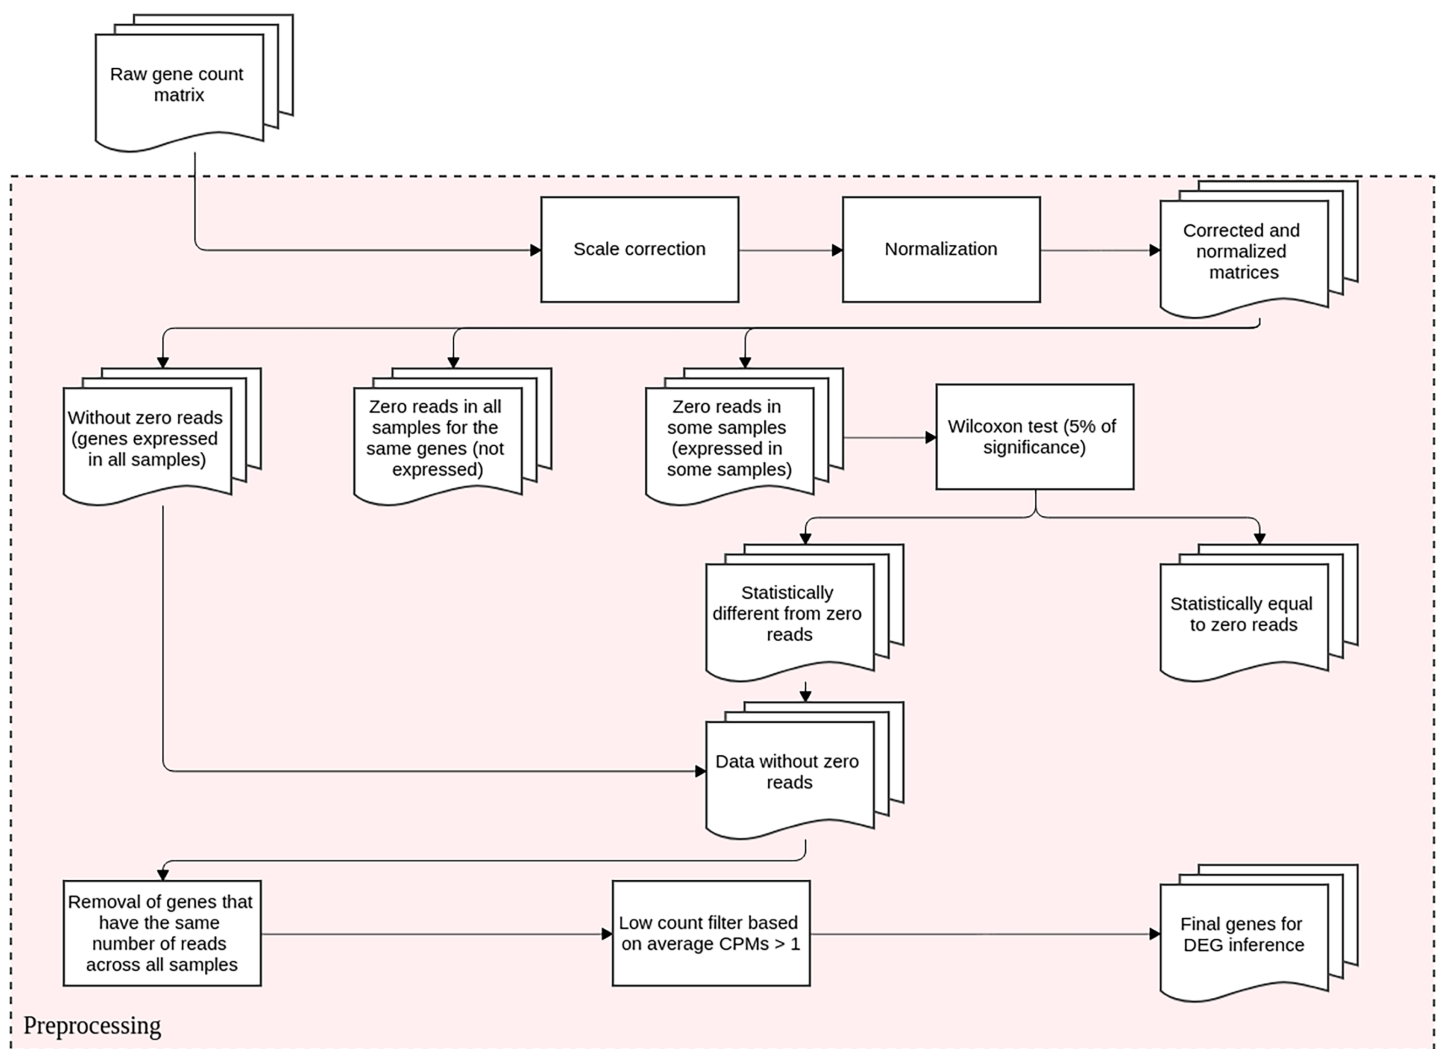 Raw gene count
matrix
Scale correction
Normalization
Corrected and
normalized
matrices
Without zero reads
(genes expressed
in all samples)
Zero reads in all
samples for the
same genes (not
expressed)
Zero reads in
some samples
(expressed in
some samples)
Wilcoxon test (5% of
significance)
Statistically
different from zero
reads
Statistically equal
to zero reads
Data without zero
reads
Removal of genes that
have the same
number of reads
across all samples
Low count filter based
on average CPMs > 1
Final genes for
DEG inference
Preprocessing